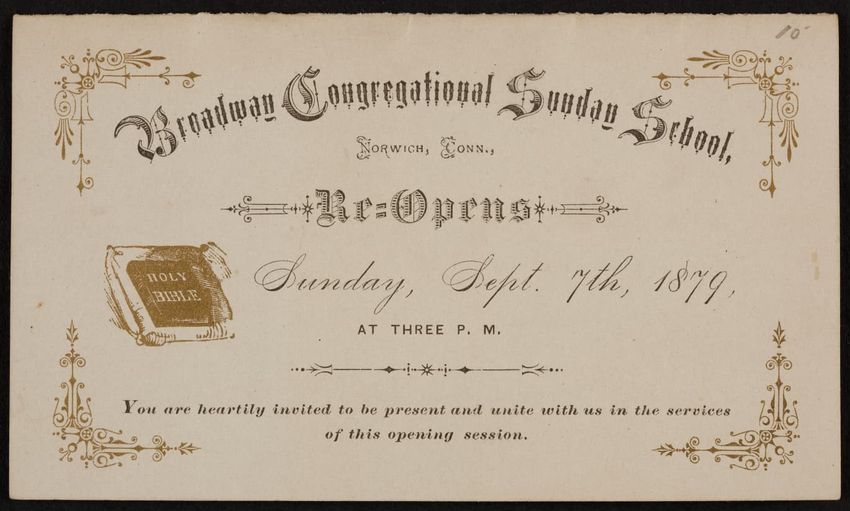 10
Broadway Congregational Sunday School,
Norwich, Conn.,
Re=Opens
HOLY
BIBLE
Sunday, Sept. 7th, 1879,
AT THREE P. M.
You are heartily invited to be present and unite with us in the services
of this opening session.